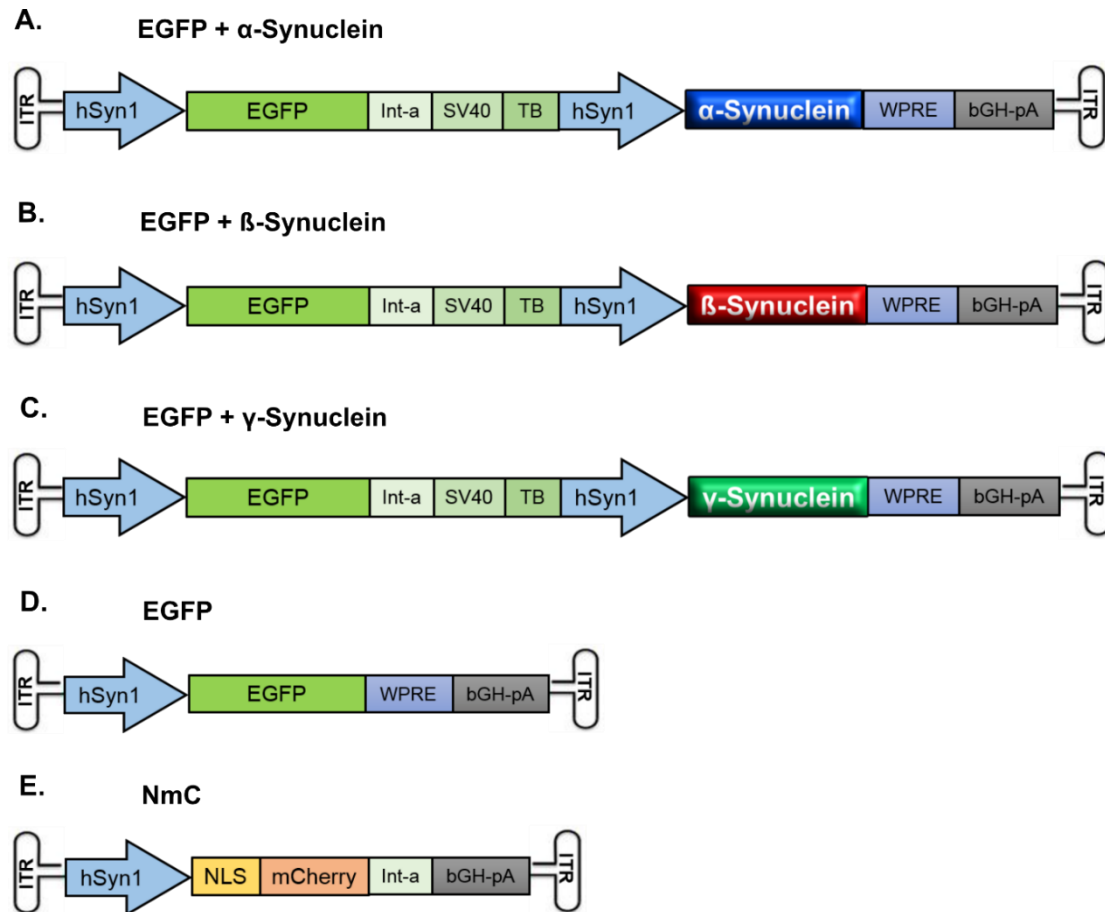 A. EGFP + α-Synuclein
ITR hSyn1 EGFP Int-a SV40 TB hSyn1 α-Synuclein WPRE bGH-pA ITR
B. EGFP + ß-Synuclein
ITR hSyn1 EGFP Int-a SV40 TB hSyn1 ß-Synuclein WPRE bGH-pA ITR
C. EGFP + γ-Synuclein
ITR hSyn1 EGFP Int-a SV40 TB hSyn1 γ-Synuclein WPRE bGH-pA ITR
D. EGFP
ITR hSyn1 EGFP WPRE bGH-pA ITR
E. NmC
ITR hSyn1 NLS mCherry Int-a bGH-pA ITR